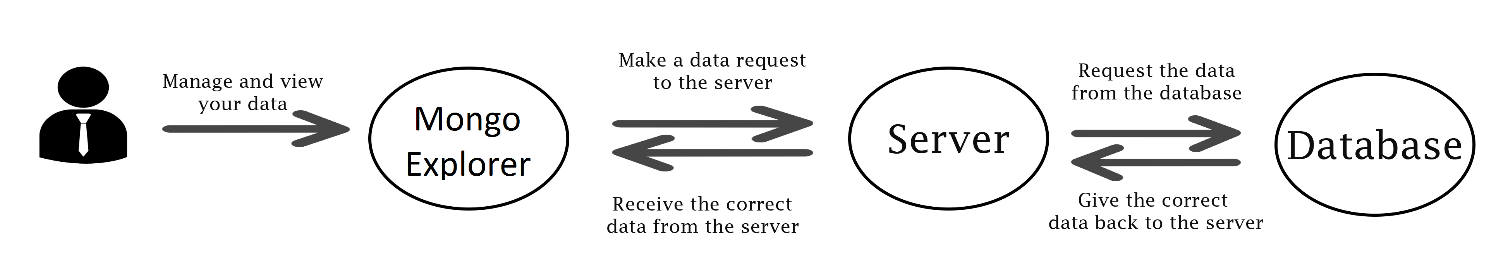 Manage and view
your data
Mongo
Explorer
Make a data request
to the server
Receive the correct
data from the server
Server
Request the data
from the database
Give the correct
data back to the server
Database